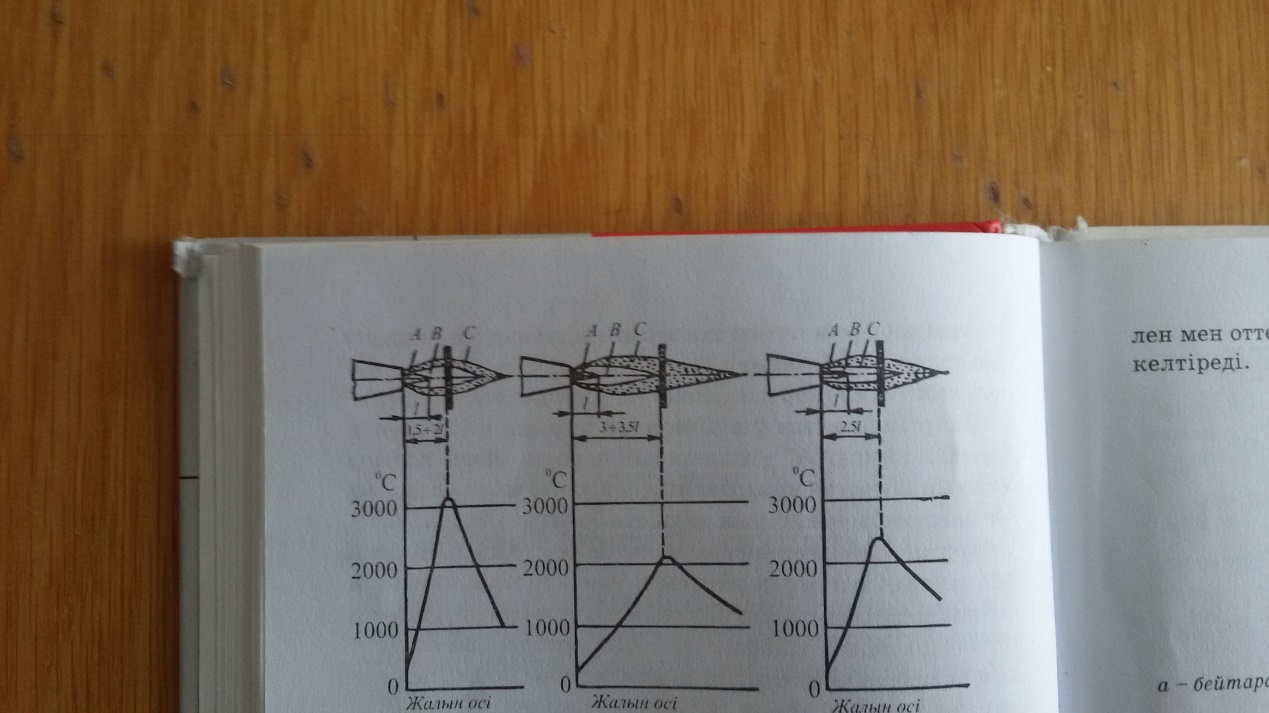 A B C
A B C
A B C
l
l
l
1,5÷2l
3÷3,5l
2,5l
°C
°C
°C
3000
3000
3000
2000
2000
2000
1000
1000
1000
0
0
0
Жалын осі
Жалын осі
Жалын осі
лен мен отте
келтіреді.
а – бейтара